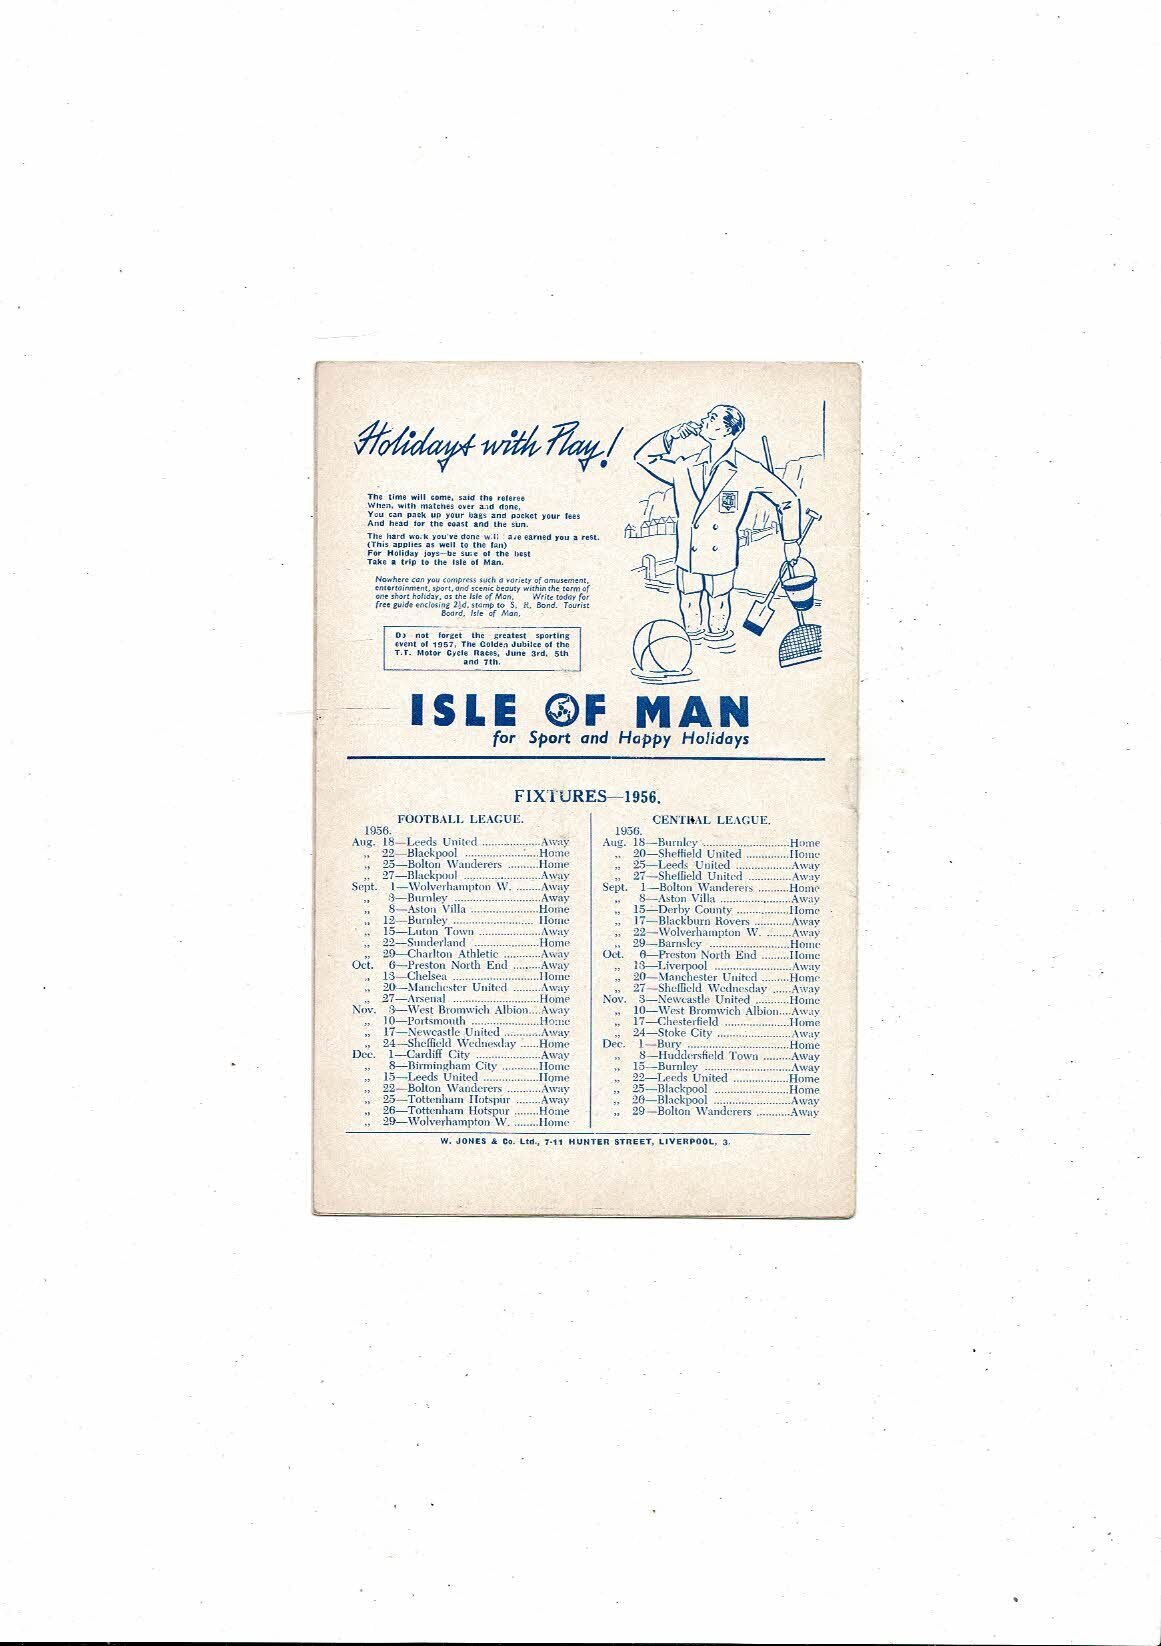 Holidays with Play!
The time will come, said the referee
When, with matches over and done,
You can pack up your bags and pocket your fees
And head for the coast and the sun.
The hard work you've done will have earned you a rest.
(This applies as well to the fan)
For Holiday joys—be sure of the best
Take a trip to the Isle of Man.
Nowhere can you compress such a variety of amusement,
entertainment, sport, and scenic beauty within the term of
one short holiday, as the Isle of Man. Write today for
free guide enclosing 2½d. stamp to S. R. Bond. Tourist
Board, Isle of Man.
Do not forget the greatest sporting
event of 1957, The Golden Jubilee of the
T.T. Motor Cycle Races, June 3rd, 5th
and 7th.
ISLE OF MAN
for Sport and Happy Holidays
FIXTURES—1956.
FOOTBALL LEAGUE.
1956.
Aug. 18—Leeds United ...................Away
„ 22—Blackpool ........................Home
„ 25—Bolton Wanderers ............Home
„ 27—Blackpool .........................Away
Sept. 1—Wolverhampton W. ........Away
„ 3—Burnley ............................Away
„ 8—Aston Villa ......................Home
„ 12—Burnley .......................... Home
„ 15—Luton Town ....................Away
„ 22—Sunderland .....................Home
„ 29—Charlton Athletic .............Away
Oct. 6—Preston North End .........Away
„ 13—Chelsea ............................Home
„ 20—Manchester United .........Away
„ 27—Arsenal ............................Home
Nov. 3—West Bromwich Albion....Away
„ 10—Portsmouth ......................Home
„ 17—Newcastle United ............Away
„ 24—Sheffield Wednesday ......Home
Dec. 1—Cardiff City .....................Away
„ 8—Birmingham City ............Home
„ 15—Leeds United ..................Home
„ 22—Bolton Wanderers ...........Away
„ 25—Tottenham Hotspur .........Away
„ 26—Tottenham Hotspur ........Home
„ 29—Wolverhampton W. ........Home
CENTRAL LEAGUE.
1956.
Aug. 18—Burnley ............................Home
„ 20—Sheffield United ..............Home
„ 25—Leeds United ....................Away
„ 27—Sheffield United ..............Away
Sept. 1—Bolton Wanderers ..........Home
„ 8—Aston Villa .......................Away
„ 15—Derby County .................Home
„ 17—Blackburn Rovers ............Away
„ 22—Wolverhampton W. ........Away
„ 29—Barnsley ..........................Home
Oct. 6—Preston North End .........Home
„ 13—Liverpool .........................Away
„ 20—Manchester United .........Home
„ 27—Sheffield Wednesday ......Away
Nov. 3—Newcastle United ...........Home
„ 10—West Bromwich Albion....Away
„ 17—Chesterfield .....................Home
„ 24—Stoke City ........................Away
Dec. 1—Bury .................................Home
„ 8—Huddersfield Town .........Away
„ 15—Burnley ............................Away
„ 22—Leeds United ..................Home
„ 25—Blackpool ........................Home
„ 26—Blackpool .........................Away
„ 29—Bolton Wanderers ...........Away
W. JONES & Co. Ltd., 7-11 HUNTER STREET, LIVERPOOL, 3.